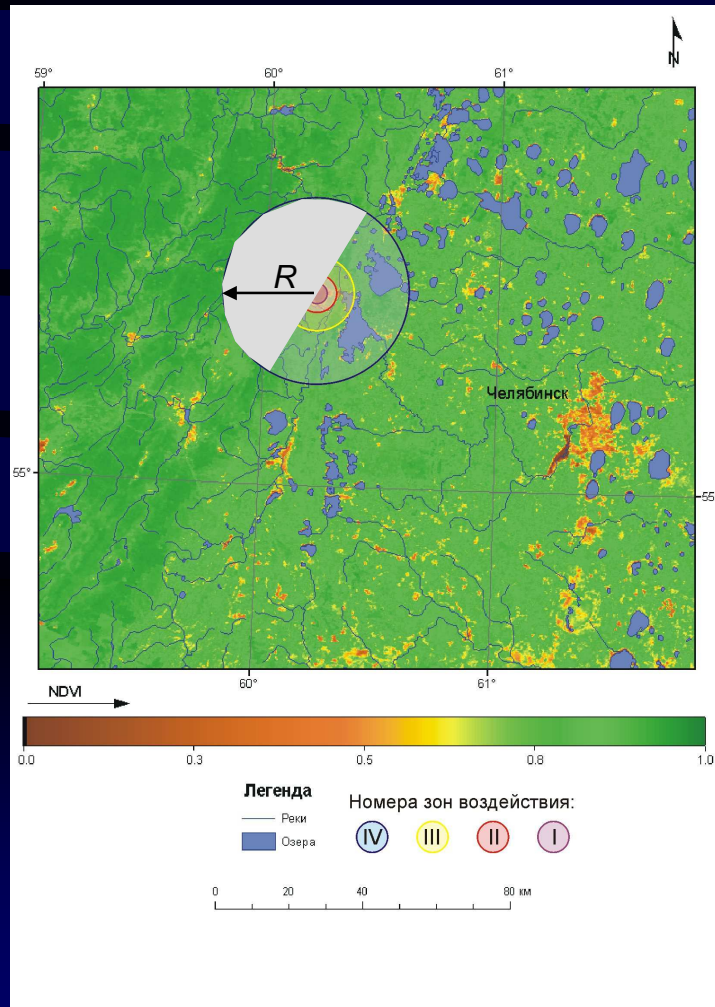 N
59° 60° 61°
R
Челябинск
55° 55
60° 61°
NDVI
0.0 0.3 0.5 0.8 1.0
Легенда
Реки
Озера
Номера зон воздействия:
IV III II I
0 20 40 80 км